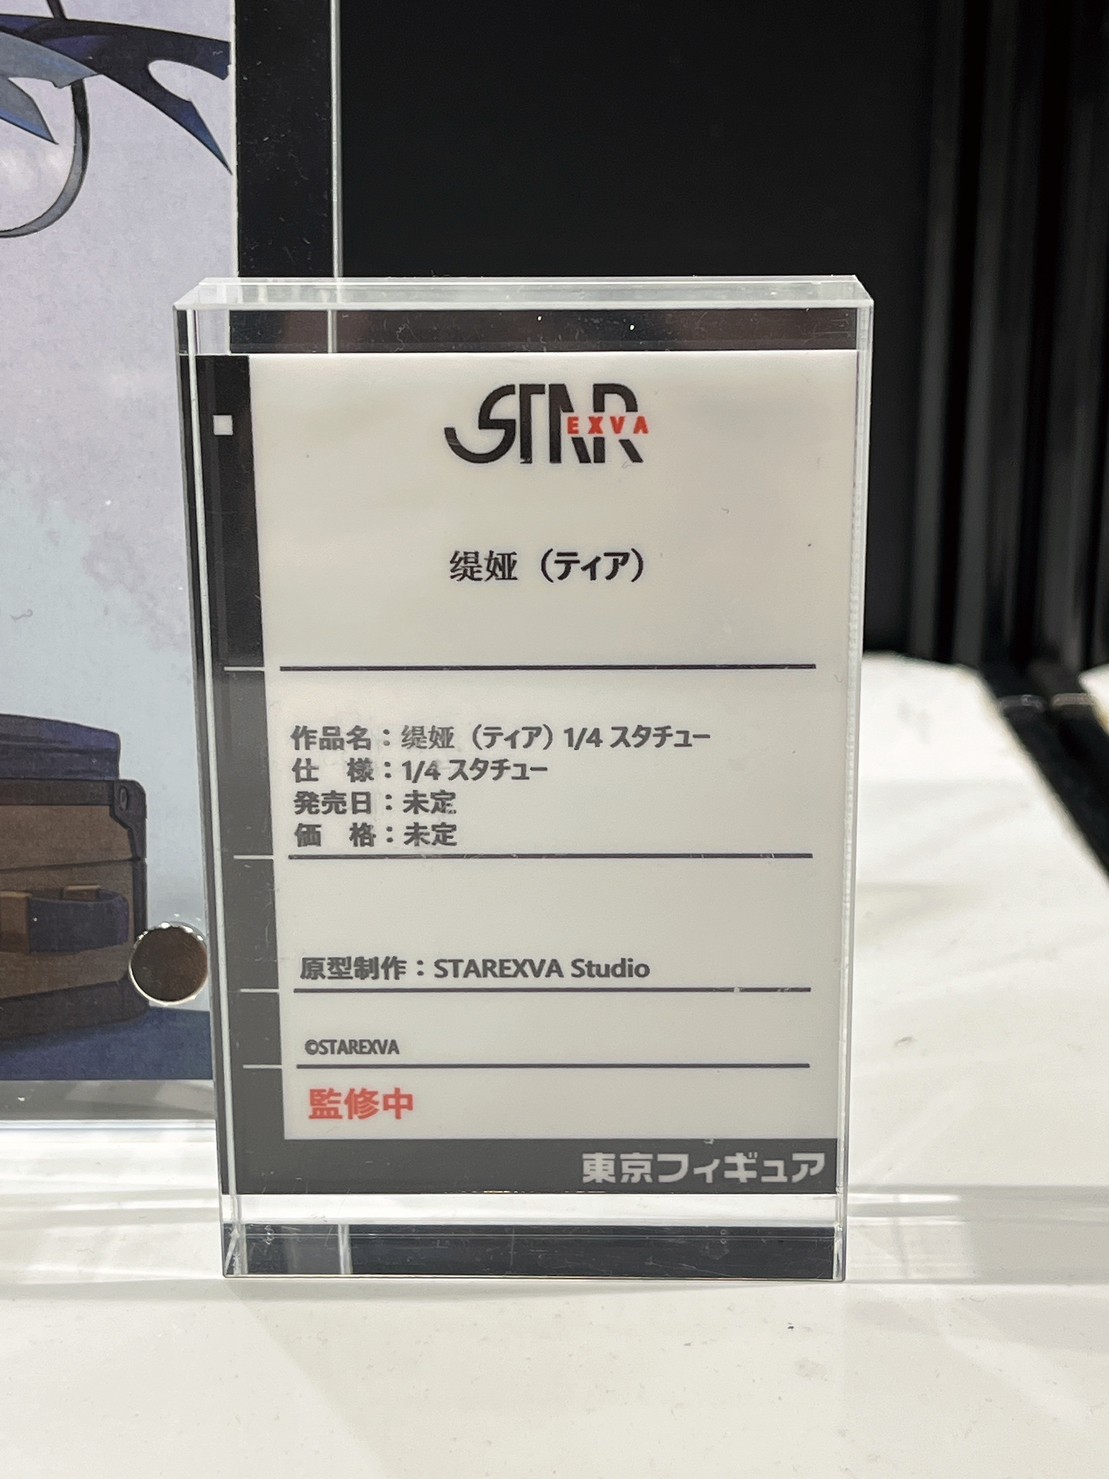 STAR
EXVA
缇娅（ティア）
作品名：缇娅（ティア）1/4 スタチュー
仕　様：1/4 スタチュー
発売日：未定
価　格：未定
原型制作：STAREXVA Studio
©STAREXVA
監修中
東京フィギュア